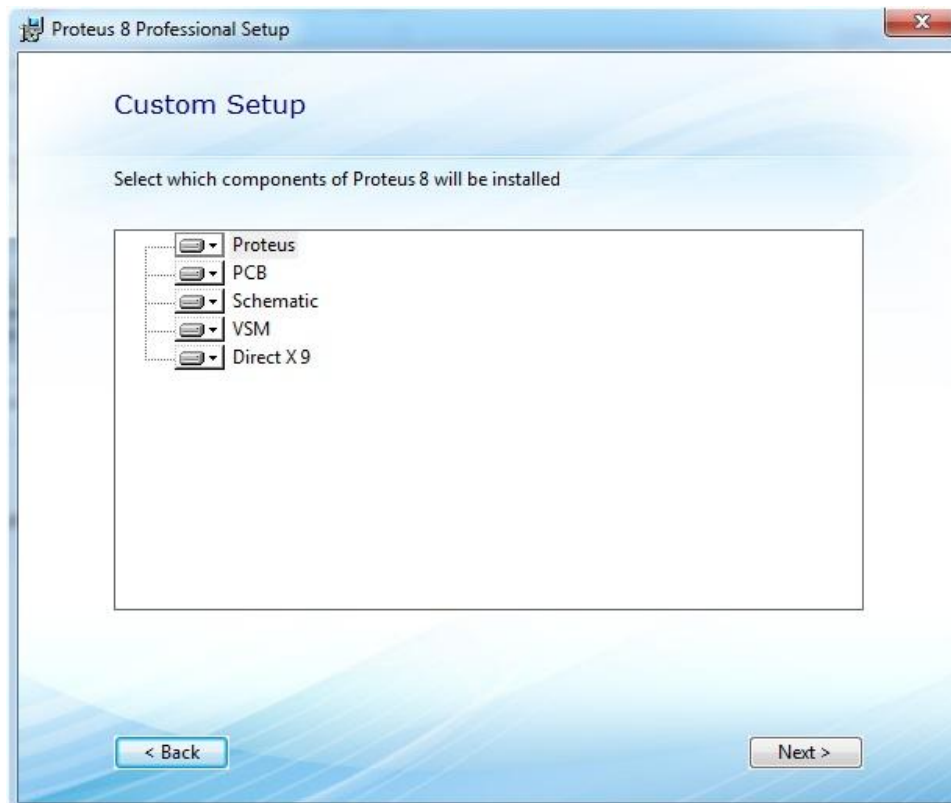 Proteus 8 Professional Setup
Custom Setup
Select which components of Proteus 8 will be installed
Proteus
PCB
Schematic
VSM
Direct X 9
< Back
Next >